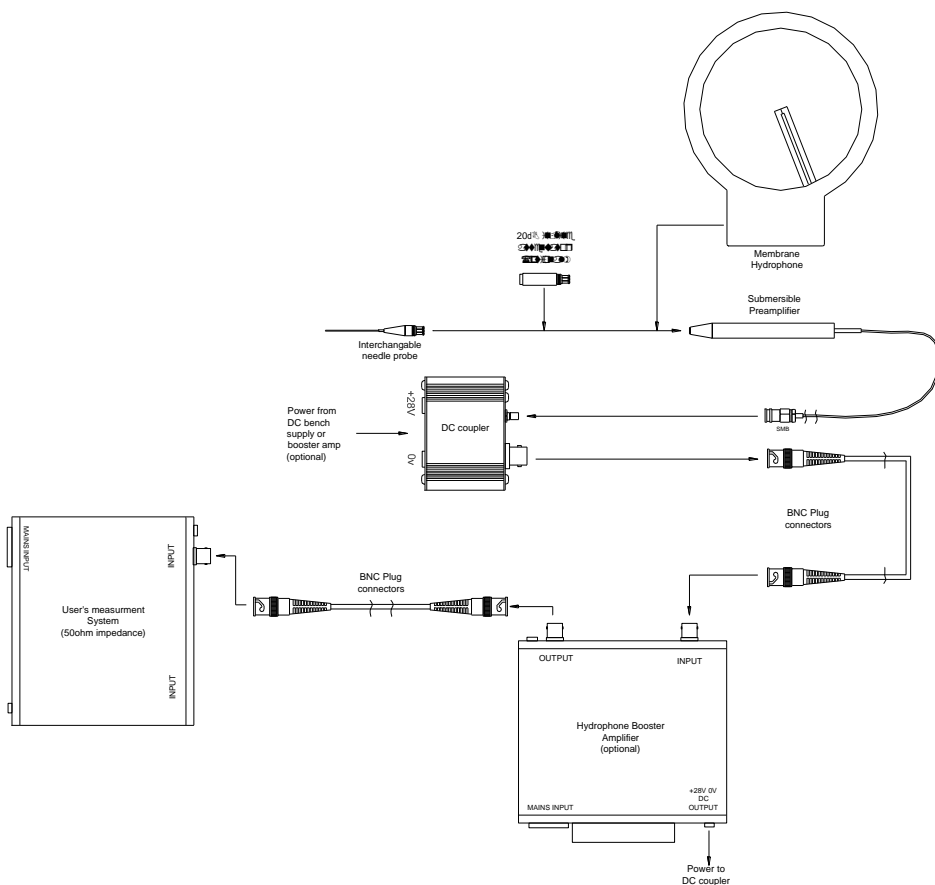 Membrane
Hydrophone
20d
Submersible
Preamplifier
Interchangable
needle probe
+28V
0v
DC coupler
Power from
DC bench
supply or
booster amp
(optional)
SMB
BNC Plug
connectors
MAINS INPUT
INPUT
INPUT
User's measurment
System
(50ohm impedance)
BNC Plug
connectors
OUTPUT
INPUT
Hydrophone Booster
Amplifier
(optional)
+28V 0V
DC
OUTPUT
MAINS INPUT
Power to
DC coupler